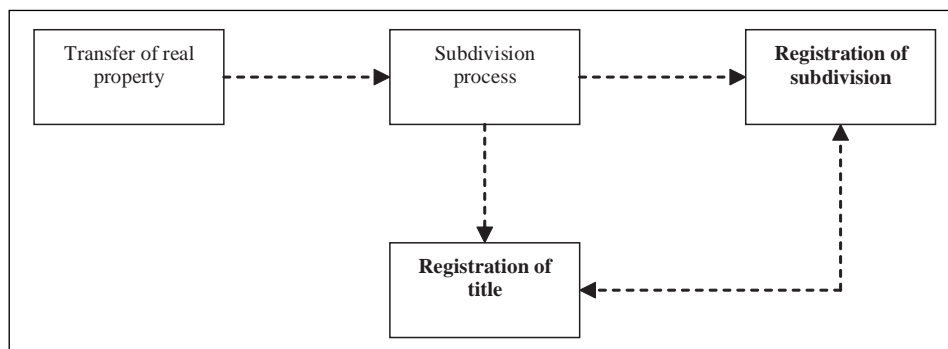 Transfer of real
property
Subdivision
process
Registration of
subdivision
Registration of
title